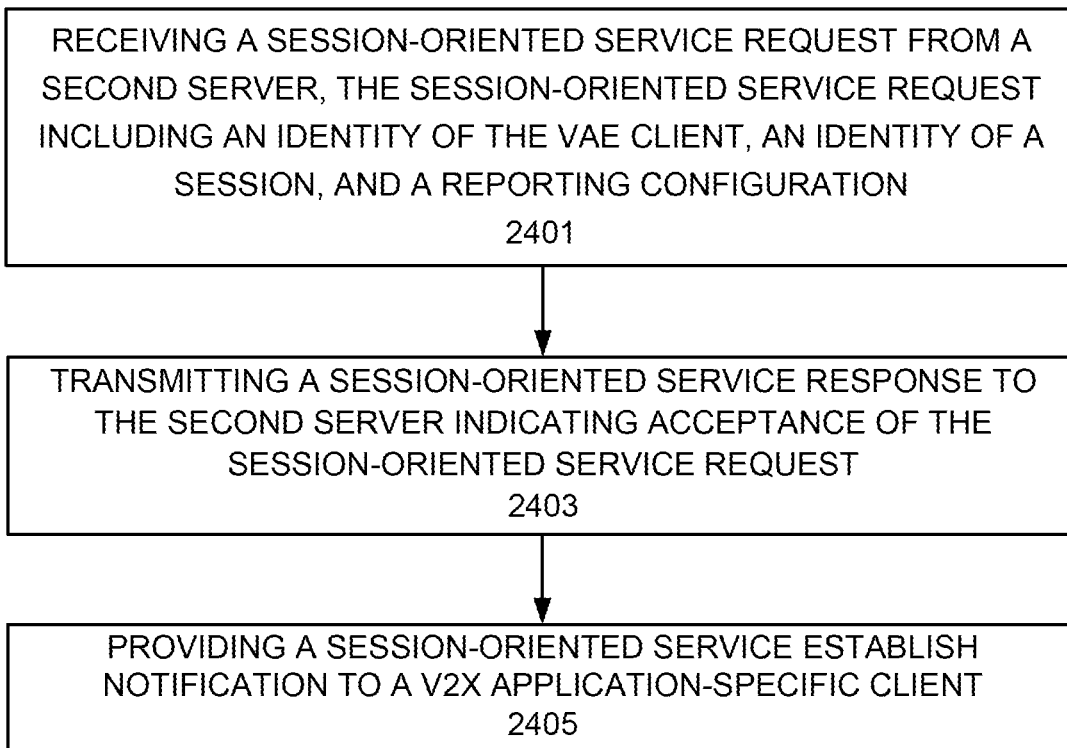 RECEIVING A SESSION-ORIENTED SERVICE REQUEST FROM A
SECOND SERVER, THE SESSION-ORIENTED SERVICE REQUEST
INCLUDING AN IDENTITY OF THE VAE CLIENT, AN IDENTITY OF A
SESSION, AND A REPORTING CONFIGURATION
2401
TRANSMITTING A SESSION-ORIENTED SERVICE RESPONSE TO
THE SECOND SERVER INDICATING ACCEPTANCE OF THE
SESSION-ORIENTED SERVICE REQUEST
2403
PROVIDING A SESSION-ORIENTED SERVICE ESTABLISH
NOTIFICATION TO A V2X APPLICATION-SPECIFIC CLIENT
2405